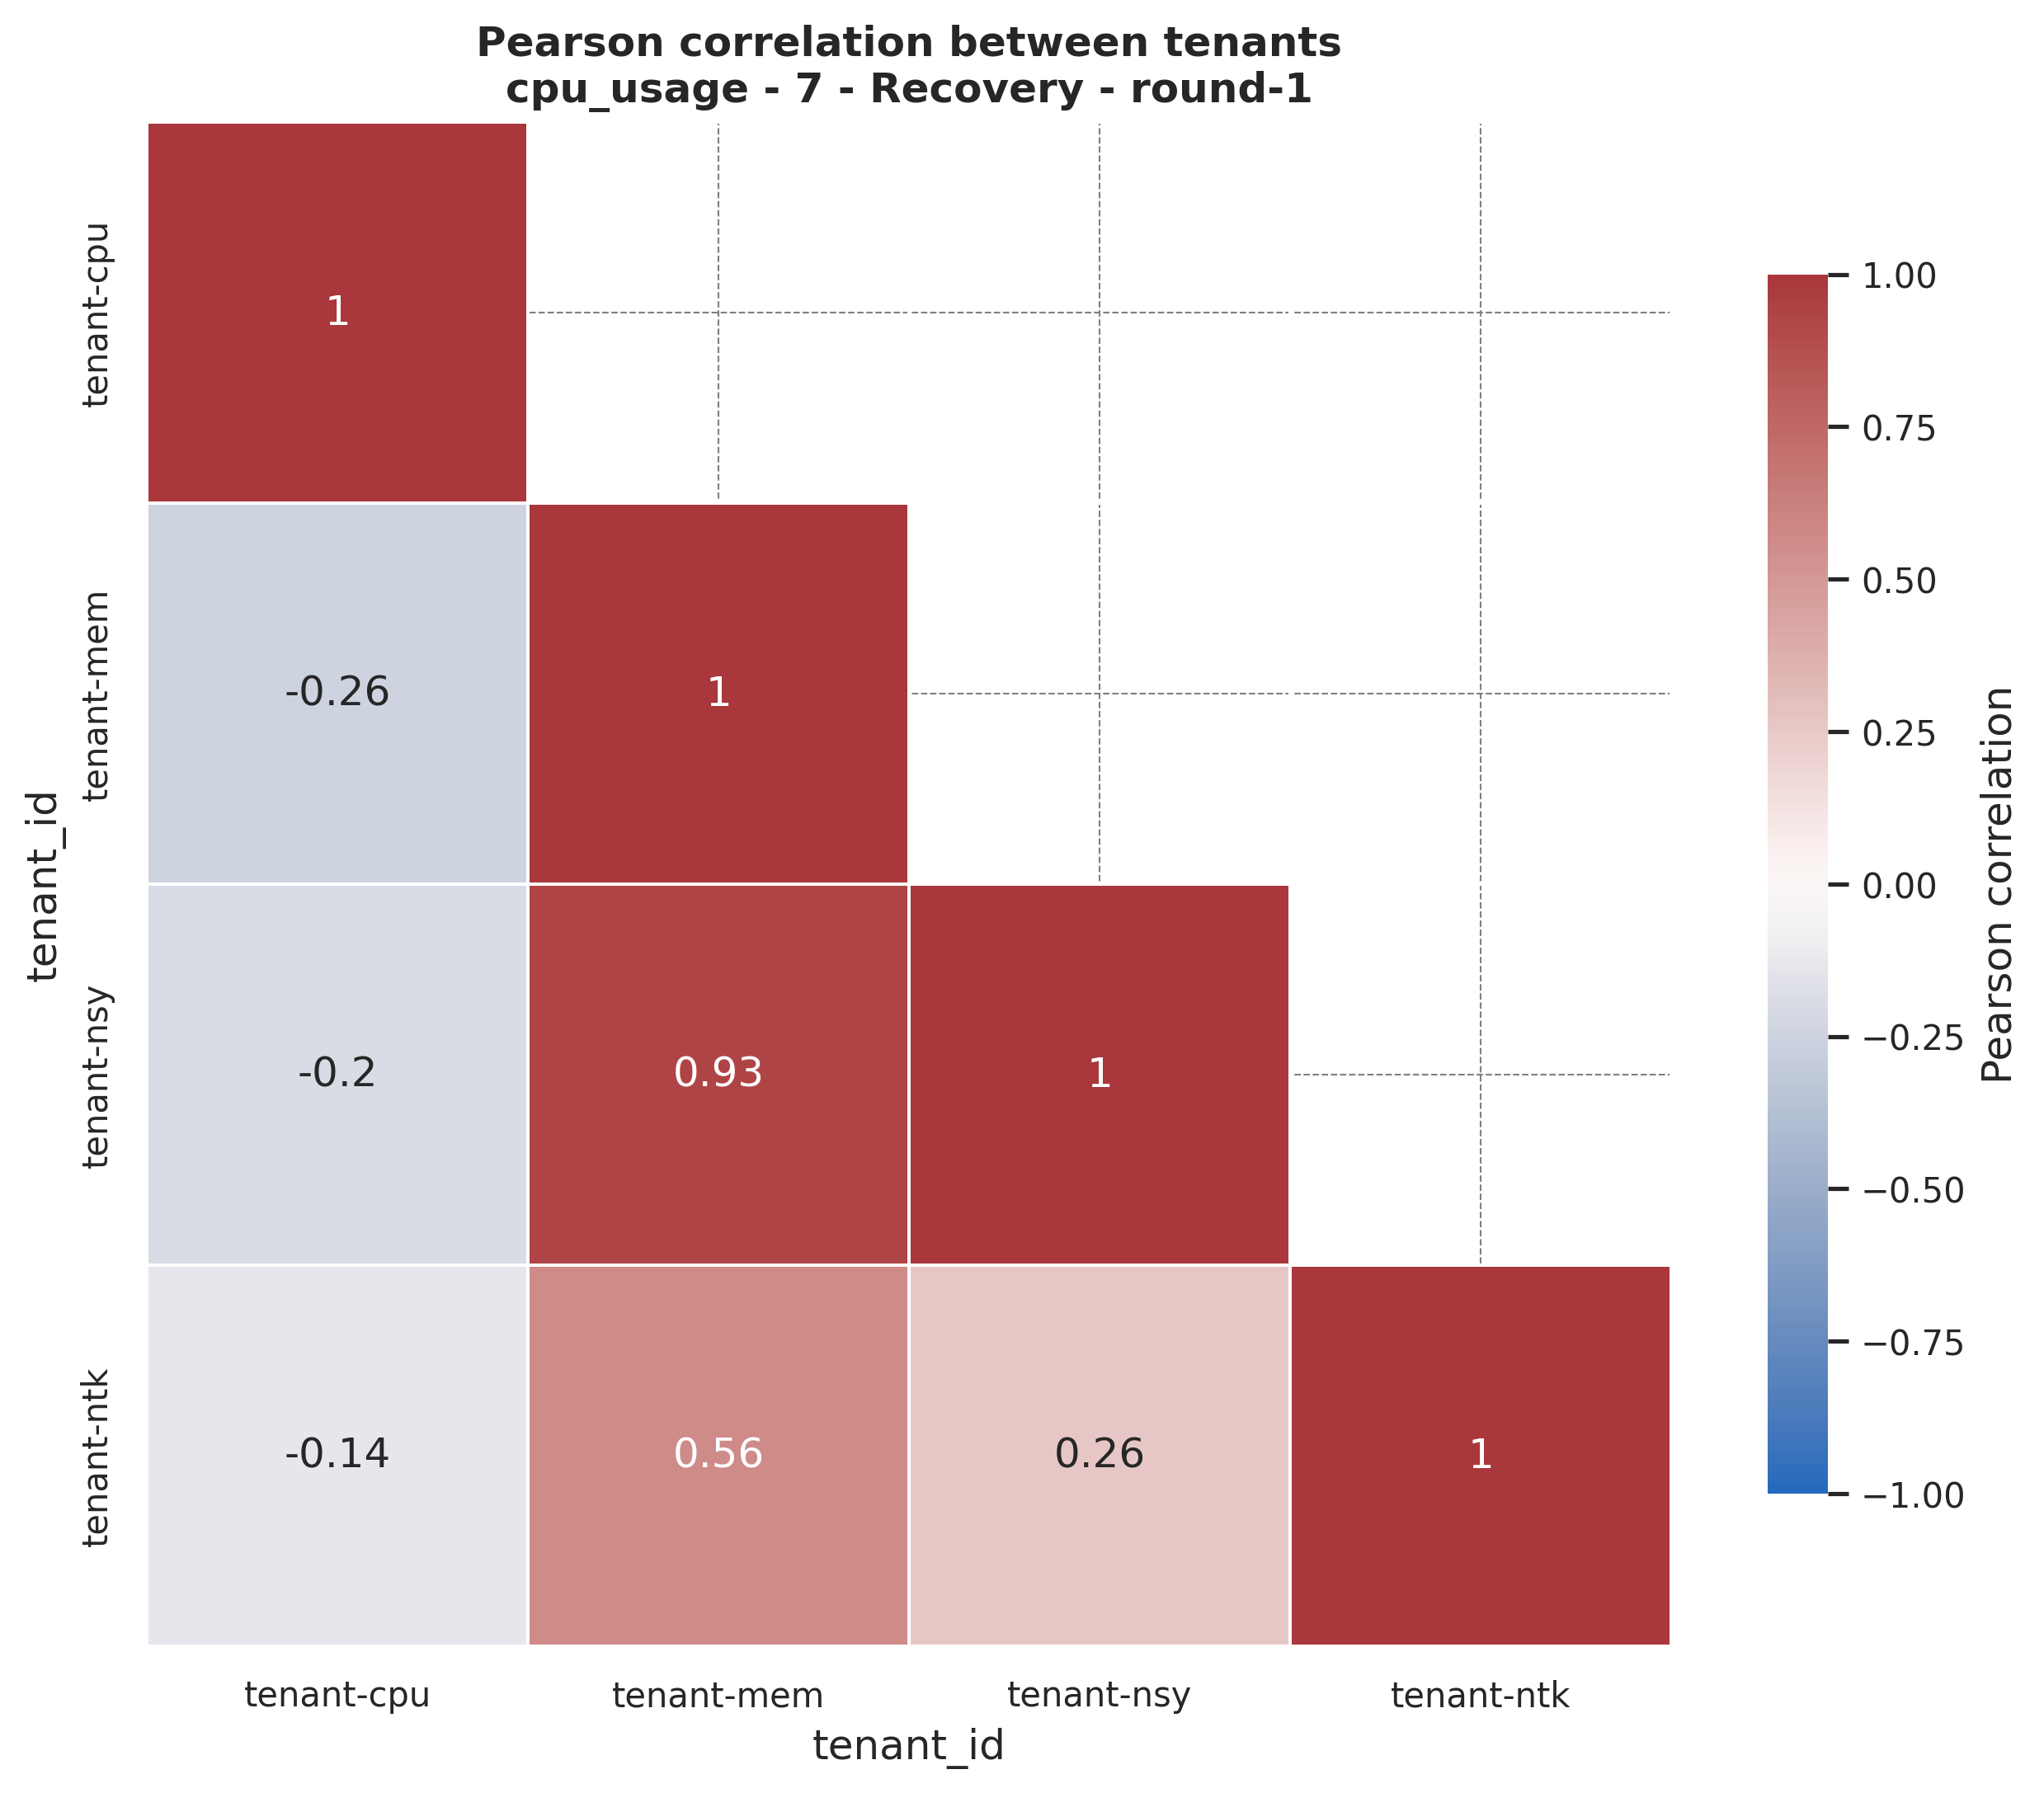 Pearson correlation between tenants
cpu_usage - 7 - Recovery - round-1
tenant_id
tenant-cpu
1
tenant-mem
-0.26
1
tenant-nsy
-0.2
0.93
1
tenant-ntk
-0.14
0.56
0.26
1
tenant-cpu
tenant-mem
tenant-nsy
tenant-ntk
tenant_id
1.00
0.75
0.50
0.25
0.00
−0.25
−0.50
−0.75
−1.00
Pearson correlation